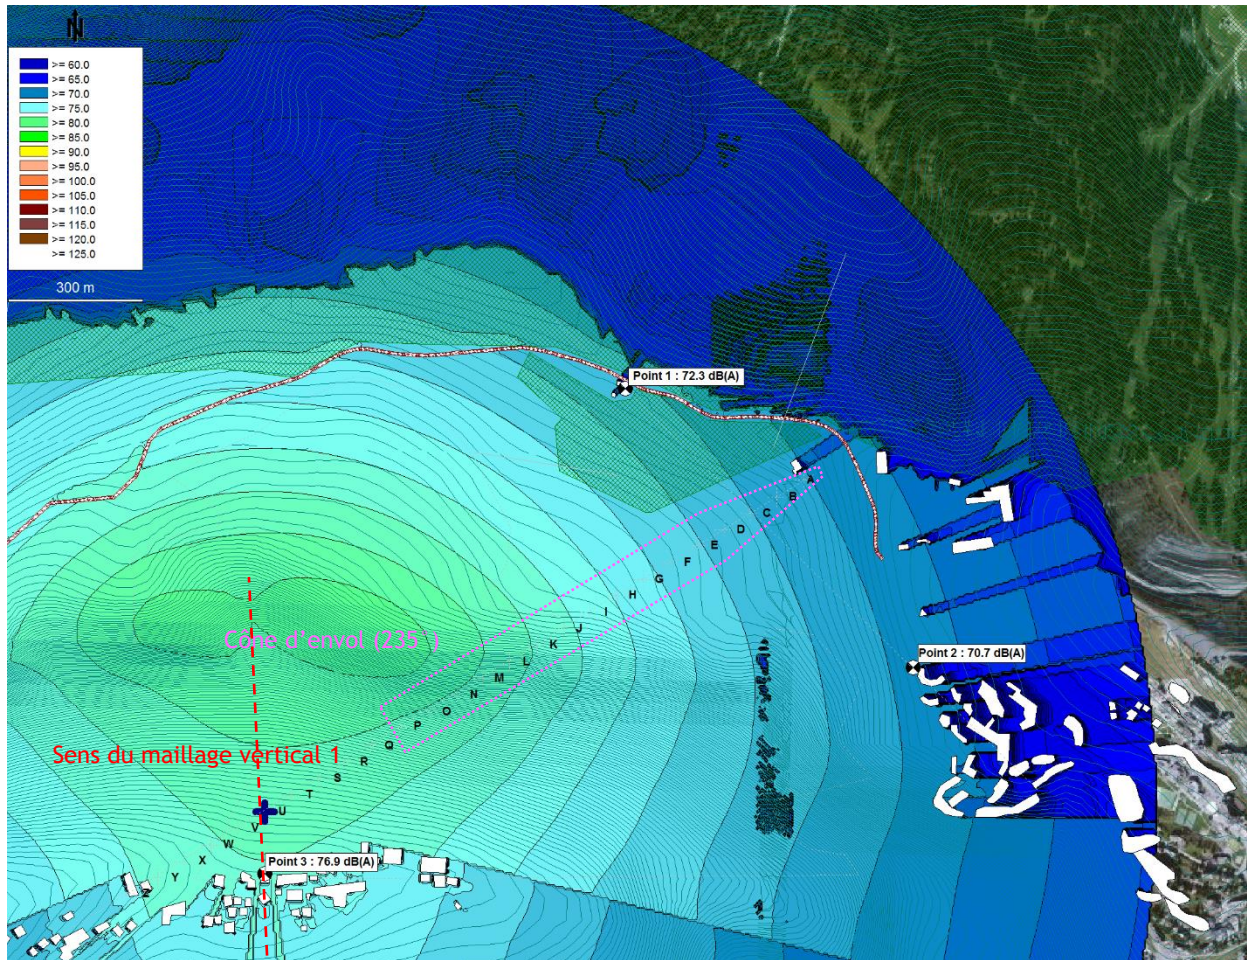 N
>= 60.0
>= 65.0
>= 70.0
>= 75.0
>= 80.0
>= 85.0
>= 90.0
>= 95.0
>= 100.0
>= 105.0
>= 110.0
>= 115.0
>= 120.0
>= 125.0
300 m
Point 1 : 72.3 dB(A)
A
B
C
D
E
F
G
H
I
J
K
L
M
N
O
P
Q
R
S
T
U
V
W
X
Y
Z
Cône d'envol (235°)
Point 2 : 70.7 dB(A)
Sens du maillage vertical 1
Point 3 : 76.9 dB(A)